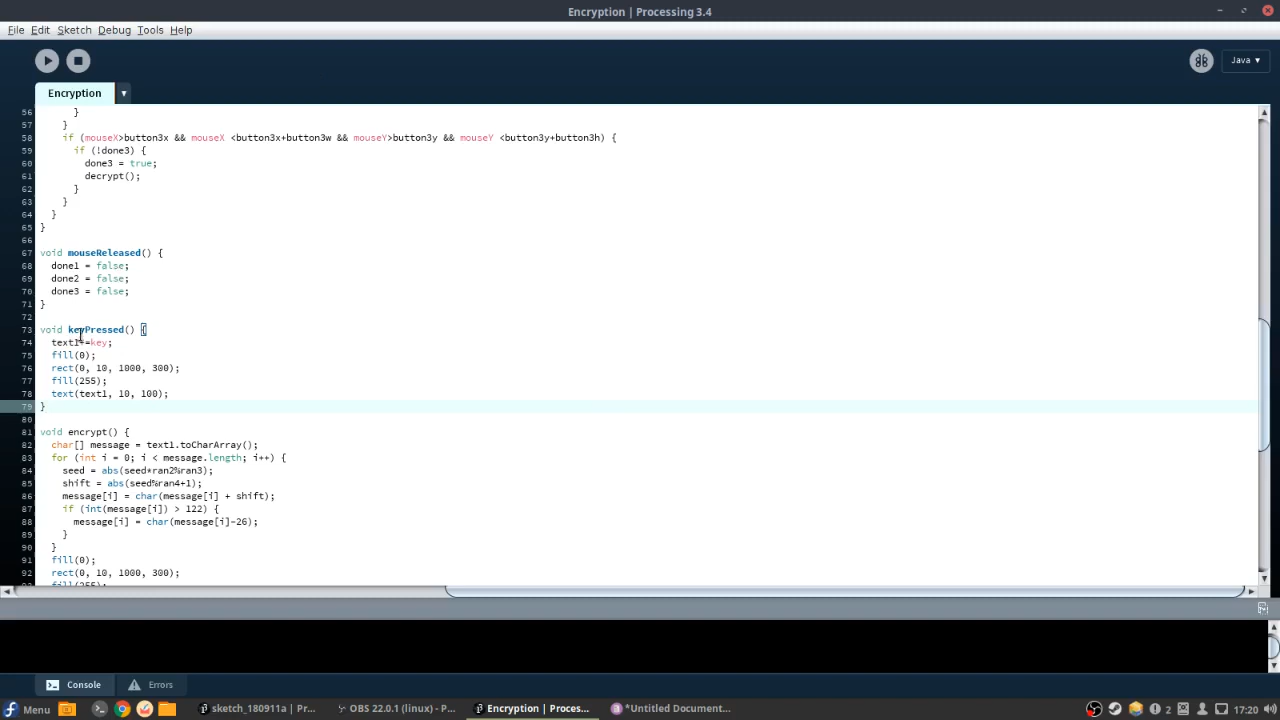 Encryption | Processing 3.4
File Edit Sketch Debug Tools Help
Java ▾
Encryption ▾
56 }
57 }
58 if (mouseX>button3x && mouseX <button3x+button3w && mouseY>button3y && mouseY <button3y+button3h) {
59 if (!done3) {
60 done3 = true;
61 decrypt();
62 }
63 }
64 }
65 }
66
67 void mouseReleased() {
68 done1 = false;
69 done2 = false;
70 done3 = false;
71 }
72
73 void keyPressed() {
74 text1+=key;
75 fill(0);
76 rect(0, 10, 1000, 300);
77 fill(255);
78 text(text1, 10, 100);
79 }
80
81 void encrypt() {
82 char[] message = text1.toCharArray();
83 for (int i = 0; i < message.length; i++) {
84 seed = abs(seed*ran2%ran3);
85 shift = abs(seed%ran4+1);
86 message[i] = char(message[i] + shift);
87 if (int(message[i]) > 122) {
88 message[i] = char(message[i]-26);
89 }
90 }
91 fill(0);
92 rect(0, 10, 1000, 300);
93 fill(255);
Console Errors
Menu sketch_180911a | Pr... OBS 22.0.1 (linux) - P... Encryption | Proces... *Untitled Document... 2 17:20